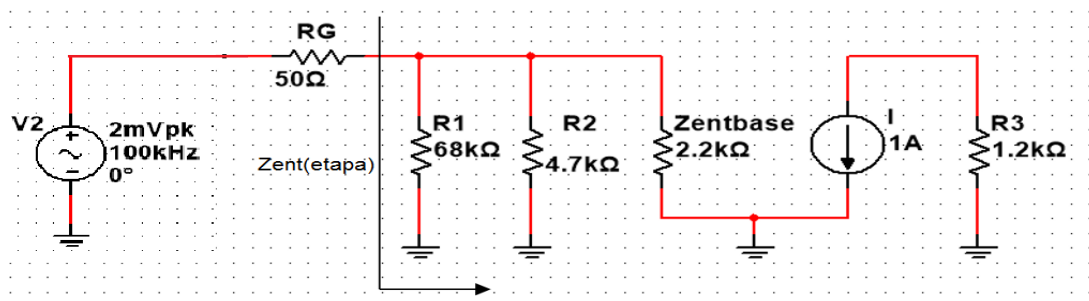 RG
50Ω
V2
2mVpk
100kHz
0°
Zent(etapa)
R1
68kΩ
R2
4.7kΩ
Zentbase
2.2kΩ
I
1A
R3
1.2kΩ